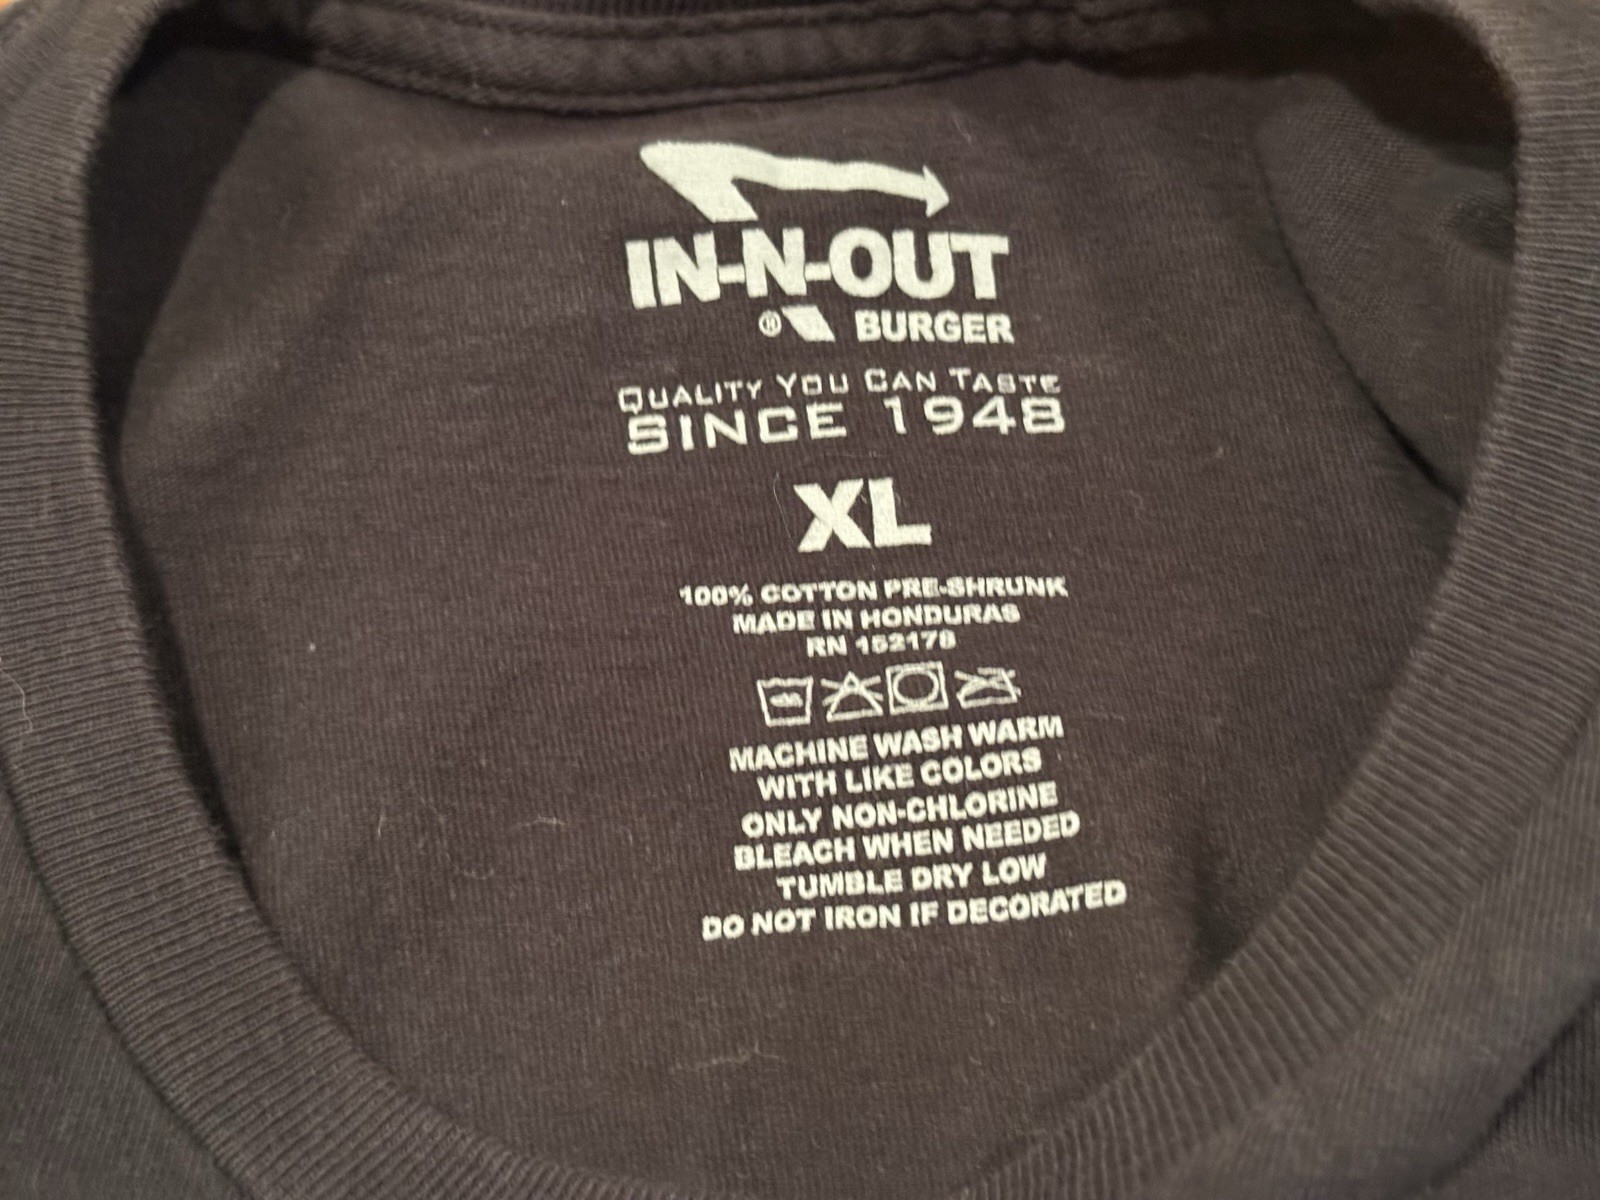 IN-N-OUT
® BURGER
QUALITY YOU CAN TASTE
SINCE 1948
XL
100% COTTON PRE-SHRUNK
MADE IN HONDURAS
RN 152178
MACHINE WASH WARM
WITH LIKE COLORS
ONLY NON-CHLORINE
BLEACH WHEN NEEDED
TUMBLE DRY LOW
DO NOT IRON IF DECORATED